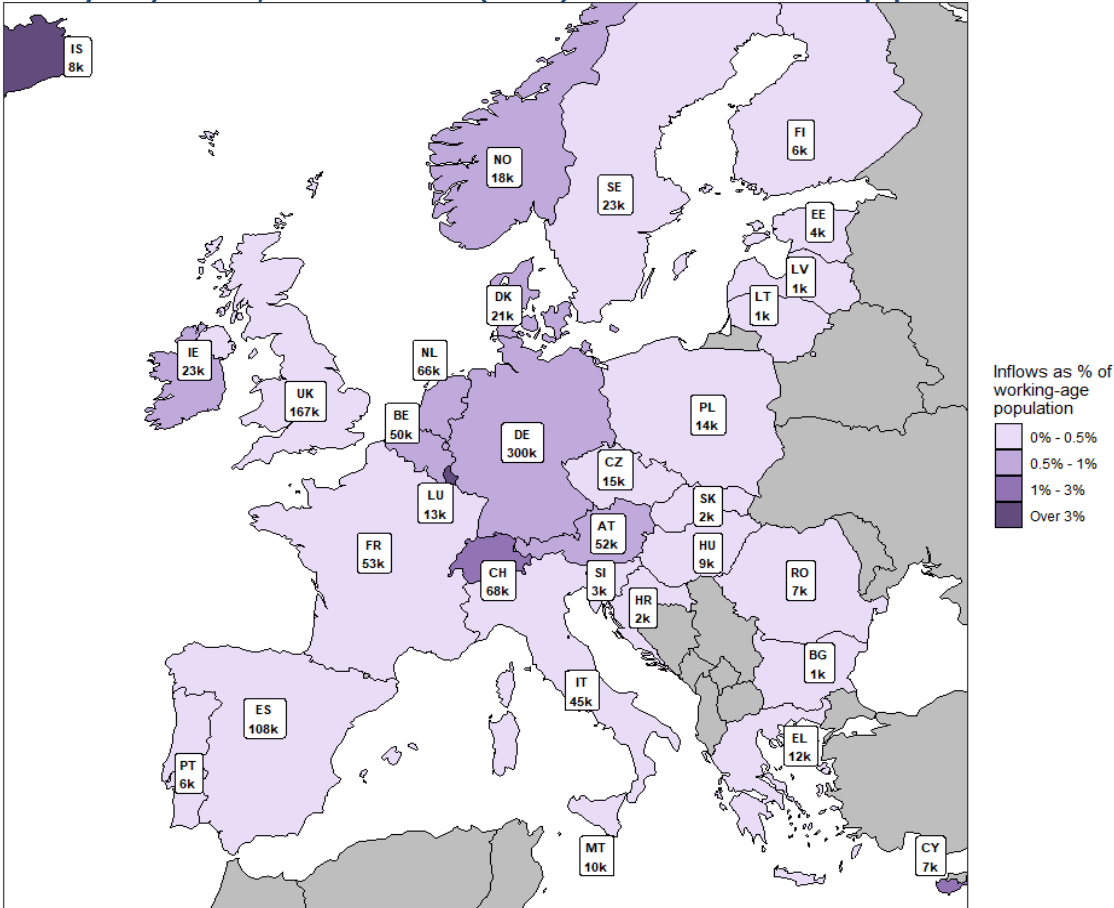 IS
8k
FI
6k
NO
18k
SE
23k
EE
4k
LV
1k
LT
1k
DK
21k
IE
23k
NL
66k
UK
167k
BE
50k
DE
300k
PL
14k
CZ
15k
LU
13k
SK
2k
AT
52k
HU
9k
FR
53k
CH
68k
SI
3k
RO
7k
HR
2k
BG
1k
IT
45k
ES
108k
EL
12k
PT
6k
MT
10k
CY
7k
Inflows as % of
working-age
population
0% - 0.5%
0.5% - 1%
1% - 3%
Over 3%